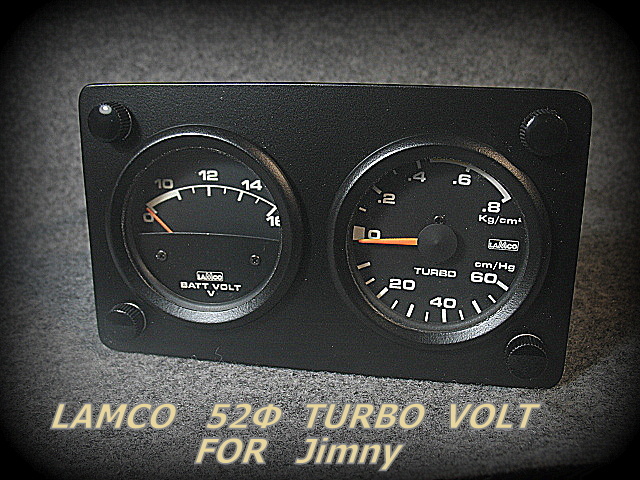 10 12 14
8 16
LAMCO
BATT VOLT
V
.4 .6
.2 .8
Kg/cm²
0
LAMCO
TURBO
cm/Hg
20 40 60
LAMCO 52Φ TURBO VOLT
FOR Jimny